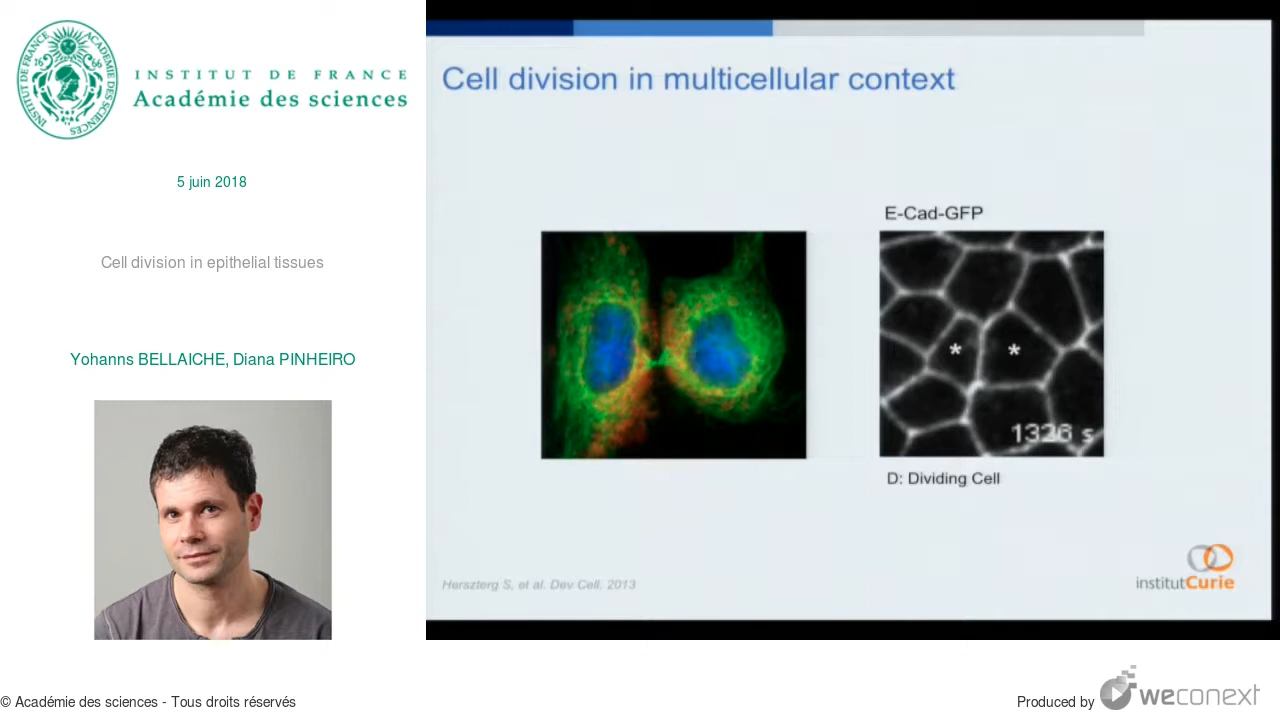 INSTITUT DE FRANCE
Académie des sciences
5 juin 2018
Cell division in epithelial tissues
Yohanns BELLAICHE, Diana PINHEIRO
Cell division in multicellular context
E-Cad-GFP
* *
1326 s
D: Dividing Cell
Herszterg S, et al. Dev Cell, 2013
institutCurie
© Académie des sciences - Tous droits réservés
Produced by weconext